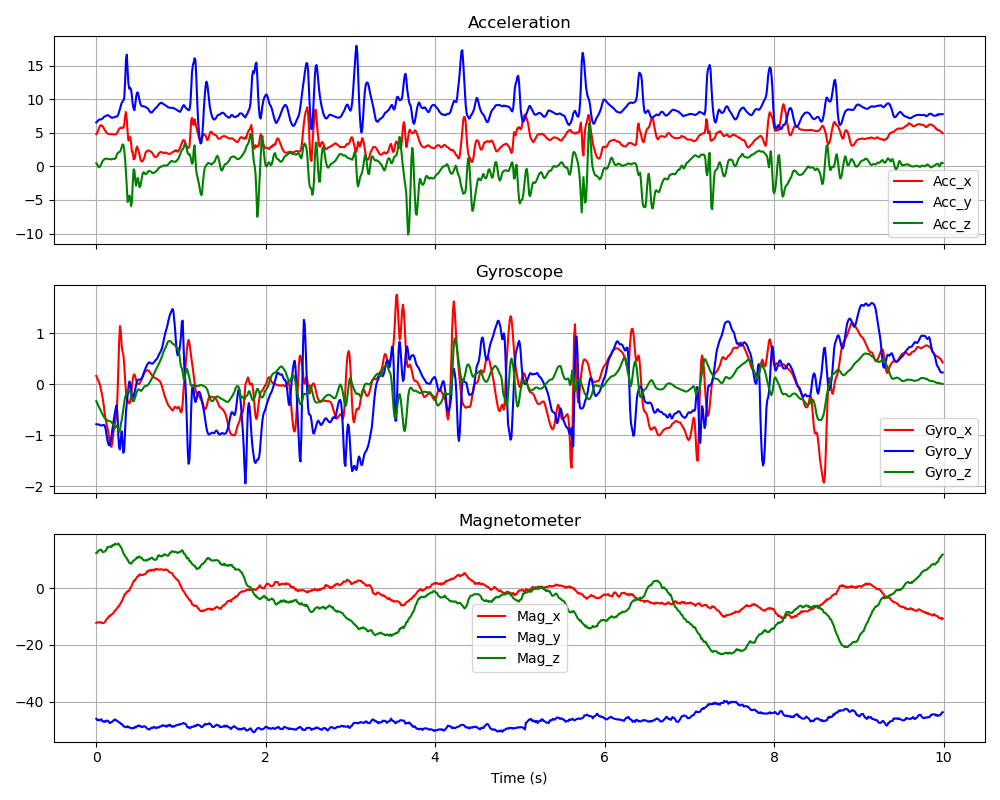 Acceleration
15
10
5
0
−5
−10
Acc_x
Acc_y
Acc_z
Gyroscope
1
0
−1
−2
Gyro_x
Gyro_y
Gyro_z
Magnetometer
0
−20
−40
Mag_x
Mag_y
Mag_z
0 2 4 6 8 10
Time (s)